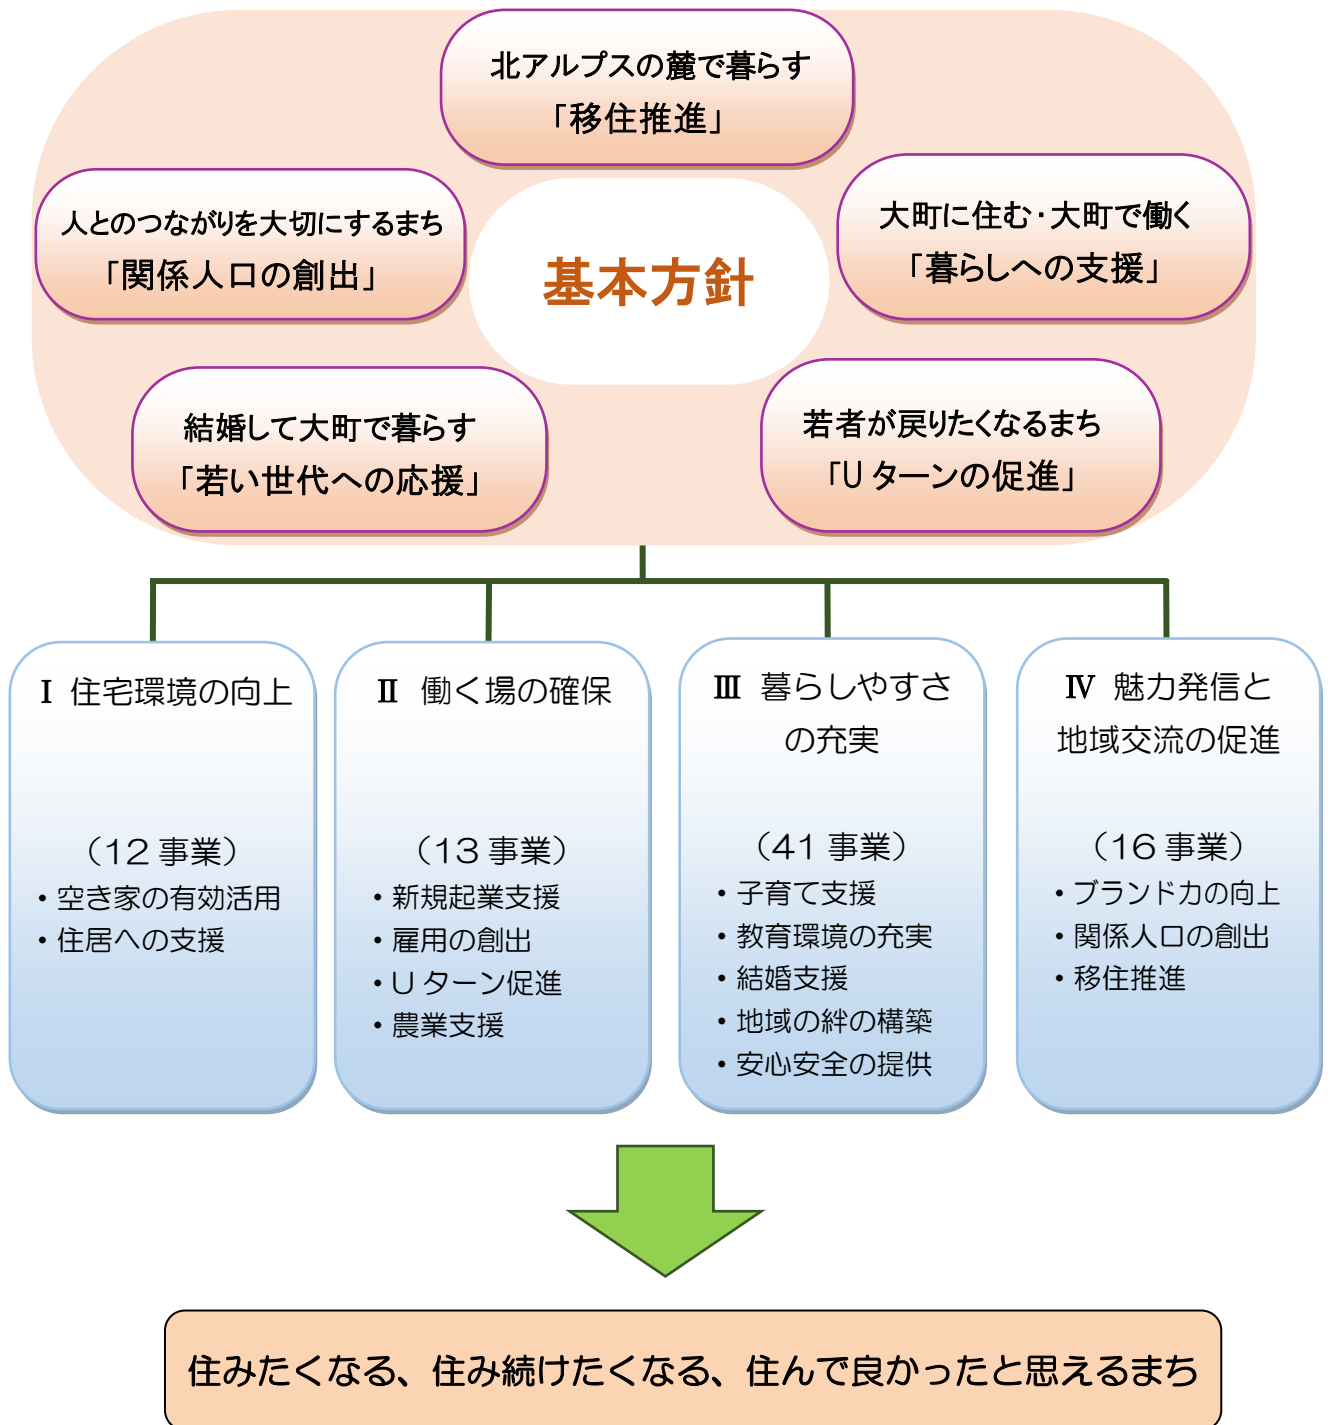 北アルプスの麓で暮らす
「移住推進」
人とのつながりを大切にするまち
「関係人口の創出」
大町に住む・大町で働く
「暮らしへの支援」
基本方針
結婚して大町で暮らす
「若い世代への応援」
若者が戻りたくなるまち
「Uターンの促進」
Ⅰ 住宅環境の向上
（12事業）
・空き家の有効活用
・住居への支援
Ⅱ 働く場の確保
（13事業）
・新規起業支援
・雇用の創出
・Uターン促進
・農業支援
Ⅲ 暮らしやすさ
の充実
（41事業）
・子育て支援
・教育環境の充実
・結婚支援
・地域の絆の構築
・安心安全の提供
Ⅳ 魅力発信と
地域交流の促進
（16事業）
・ブランド力の向上
・関係人口の創出
・移住推進
住みたくなる、住み続けたくなる、住んで良かったと思えるまち